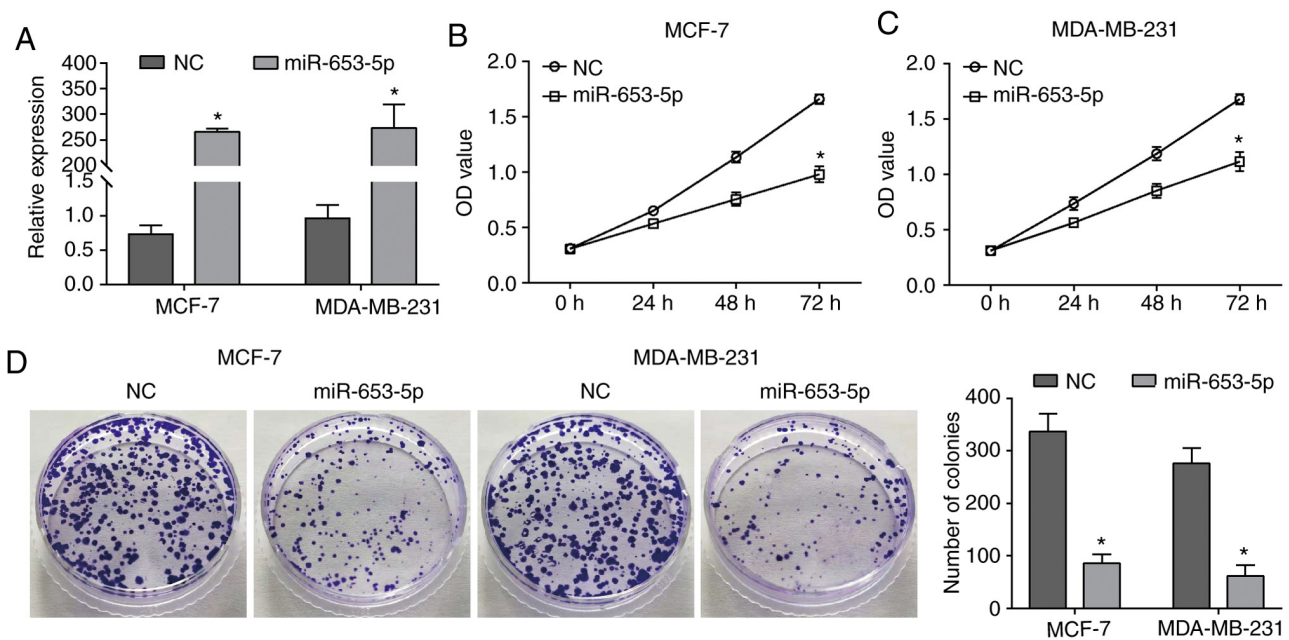 A
NC
miR-653-5p
Relative expression
400
350
300
250
200
1.5
1.0
0.5
0.0
*
*
MCF-7
MDA-MB-231
B
MCF-7
NC
miR-653-5p
OD value
2.0
1.5
1.0
0.5
0.0
*
0 h
24 h
48 h
72 h
C
MDA-MB-231
NC
miR-653-5p
OD value
2.0
1.5
1.0
0.5
0.0
*
0 h
24 h
48 h
72 h
D
MCF-7
MDA-MB-231
NC
miR-653-5p
NC
miR-653-5p
NC
miR-653-5p
Number of colonies
400
300
200
100
0
*
*
MCF-7
MDA-MB-231